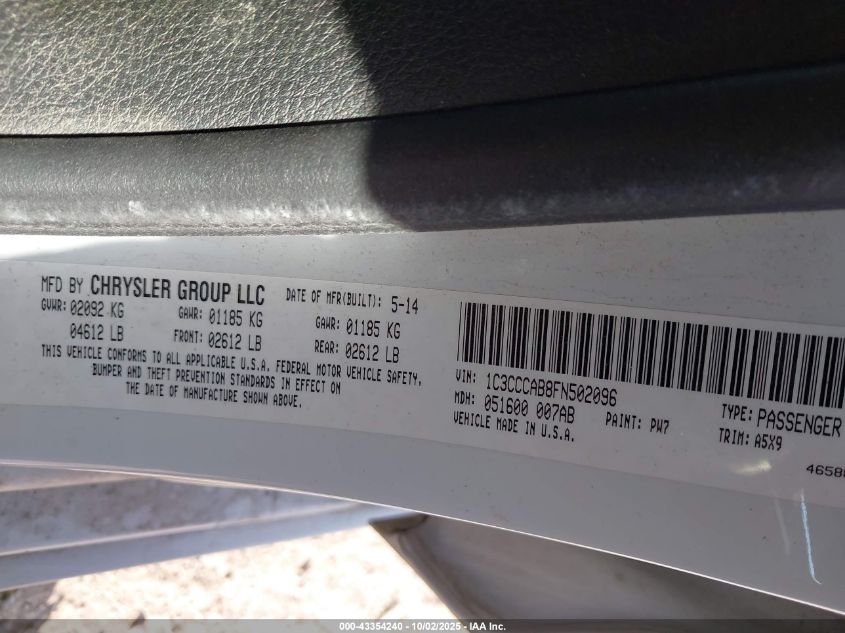 MFD BY CHRYSLER GROUP LLC
DATE OF MFR(BUILT): 5-14
GVWR: 02092 KG
GAWR: 01185 KG
GAWR: 01185 KG
04612 LB
FRONT: 02612 LB
REAR: 02612 LB
THIS VEHICLE CONFORMS TO ALL APPLICABLE U.S.A. FEDERAL MOTOR VEHICLE SAFETY,
BUMPER AND THEFT PREVENTION STANDARDS IN EFFECT ON
THE DATE OF MANUFACTURE SHOWN ABOVE.
VIN: 1C3CCCAB8FN502096
TYPE: PASSENGER
MDH: 051600 007AB
PAINT: PW7
TRIM: A5X9
VEHICLE MADE IN U.S.A.
000-43354240 - 10/02/2025 - IAA Inc.